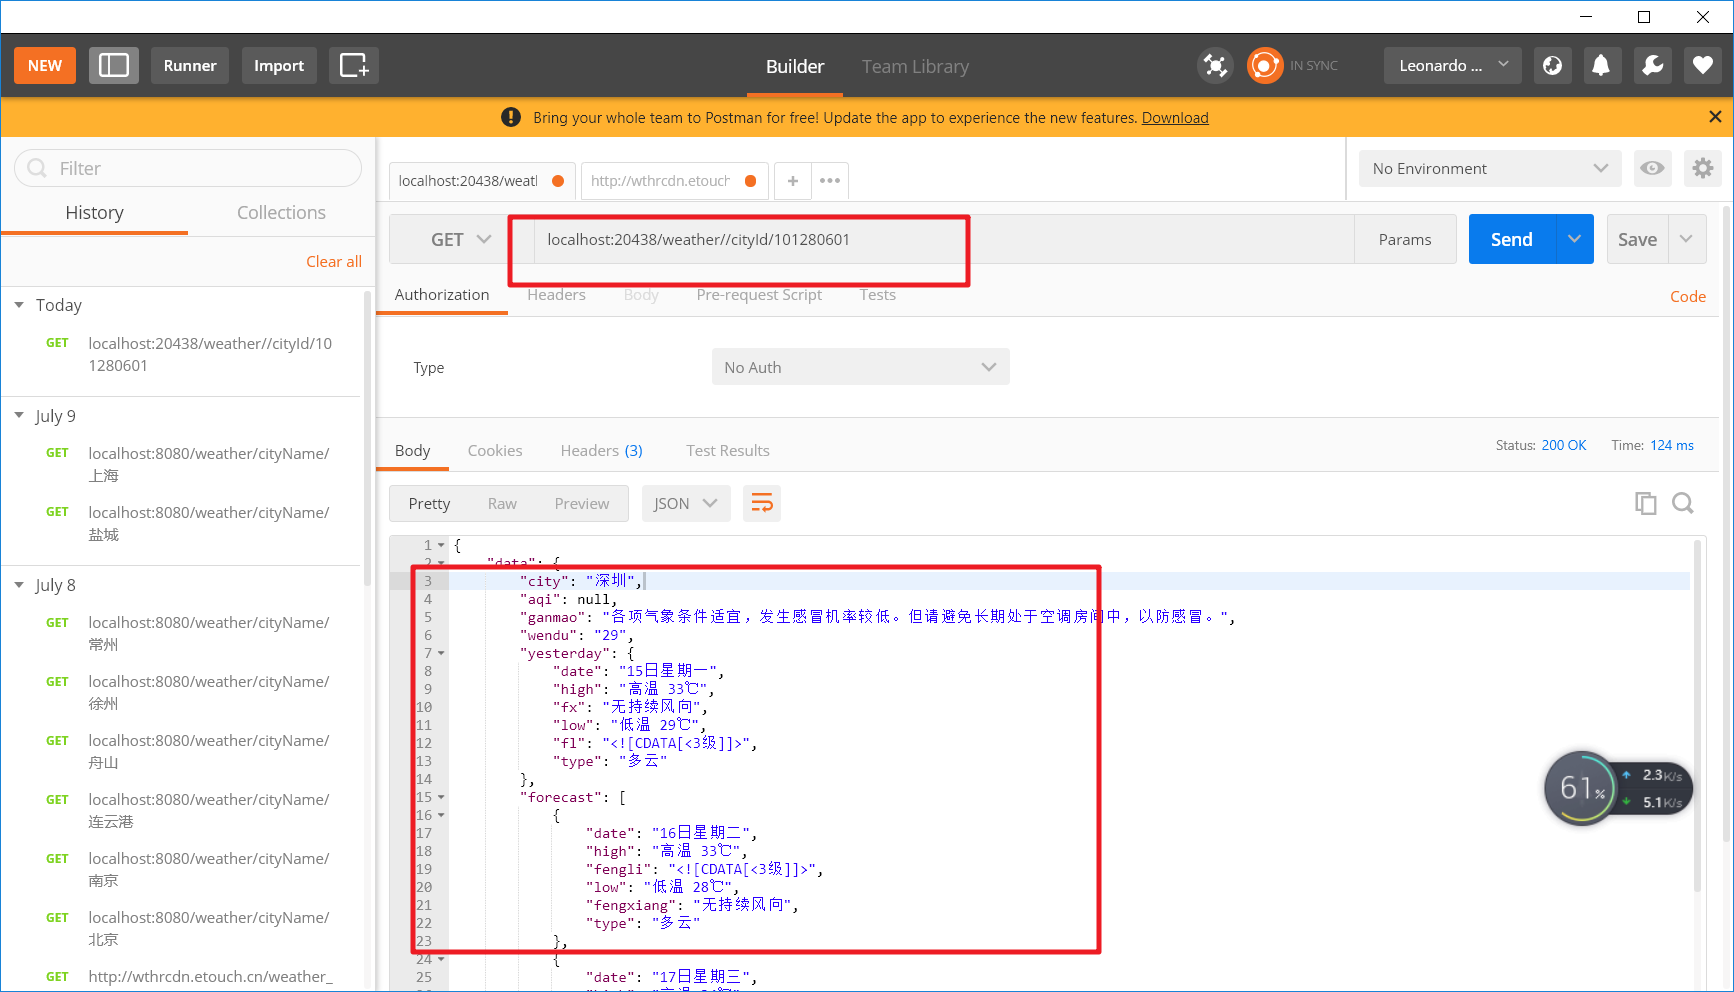 NEW
Runner
Import
Builder
Team Library
IN SYNC
Leonardo ...
Bring your whole team to Postman for free! Update the app to experience the new features. Download
Filter
History
Collections
Clear all
Today
GET localhost:20438/weather//cityId/10
1280601
July 9
GET localhost:8080/weather/cityName/
上海
GET localhost:8080/weather/cityName/
盐城
July 8
GET localhost:8080/weather/cityName/
常州
GET localhost:8080/weather/cityName/
徐州
GET localhost:8080/weather/cityName/
舟山
GET localhost:8080/weather/cityName/
连云港
GET localhost:8080/weather/cityName/
南京
GET localhost:8080/weather/cityName/
北京
GET http://wthrcdn.etouch.cn/weather_
localhost:20438/weatl
http://wthrcdn.etouch
No Environment
GET
localhost:20438/weather//cityId/101280601
Params
Send
Save
Authorization
Headers
Body
Pre-request Script
Tests
Code
Type
No Auth
Body
Cookies
Headers (3)
Test Results
Status: 200 OK
Time: 124 ms
Pretty
Raw
Preview
JSON
1 {
2 "data": {
3 "city": "深圳",
4 "aqi": null,
5 "ganmao": "各项气象条件适宜，发生感冒机率较低。但请避免长期处于空调房间中，以防感冒。",
6 "wendu": "29",
7 "yesterday": {
8 "date": "15日星期一",
9 "high": "高温 33℃",
10 "fx": "无持续风向",
11 "low": "低温 29℃",
12 "fl": "<![CDATA[<3级]]>",
13 "type": "多云"
14 },
15 "forecast": [
16 {
17 "date": "16日星期二",
18 "high": "高温 33℃",
19 "fengli": "<![CDATA[<3级]]>",
20 "low": "低温 28℃",
21 "fengxiang": "无持续风向",
22 "type": "多云"
23 },
24 {
25 "date": "17日星期三",
61%
2.3K/s
5.1K/s